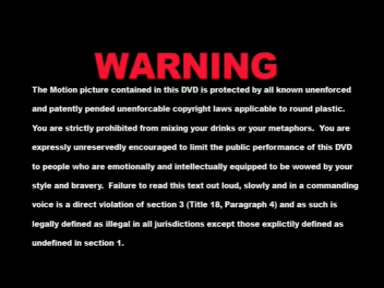 WARNING
The Motion picture contained in this DVD is protected by all known unenforced
and patently pended unenforcable copyright laws applicable to round plastic.
You are strictly prohibited from mixing your drinks or your metaphors. You are
expressly unreservedly encouraged to limit the public performance of this DVD
to people who are emotionally and intellectually equipped to be wowed by your
style and bravery. Failure to read this text out loud, slowly and in a commanding
voice is a direct violation of section 3 (Title 18, Paragraph 4) and as such is
legally defined as illegal in all jurisdictions except those explicitily defined as
undefined in section 1.